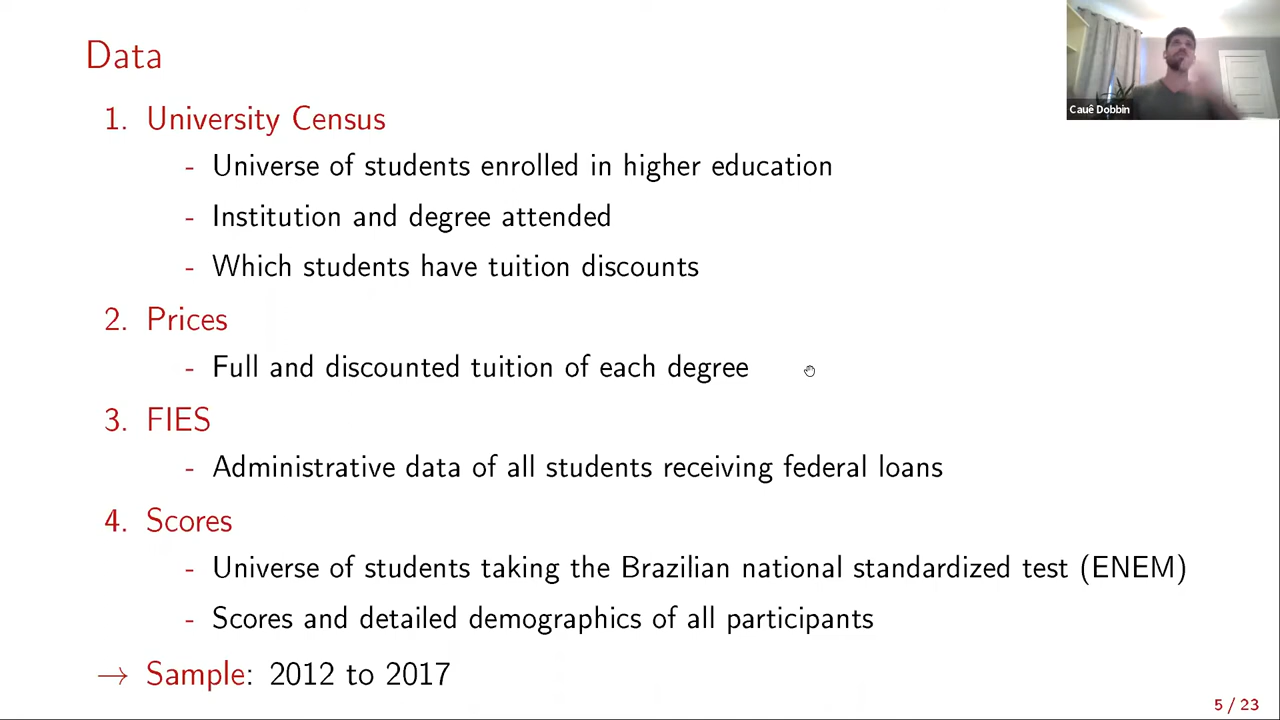 Data
Cauê Dobbin
1. University Census
- Universe of students enrolled in higher education
- Institution and degree attended
- Which students have tuition discounts
2. Prices
- Full and discounted tuition of each degree
3. FIES
- Administrative data of all students receiving federal loans
4. Scores
- Universe of students taking the Brazilian national standardized test (ENEM)
- Scores and detailed demographics of all participants
→ Sample: 2012 to 2017
5 / 23